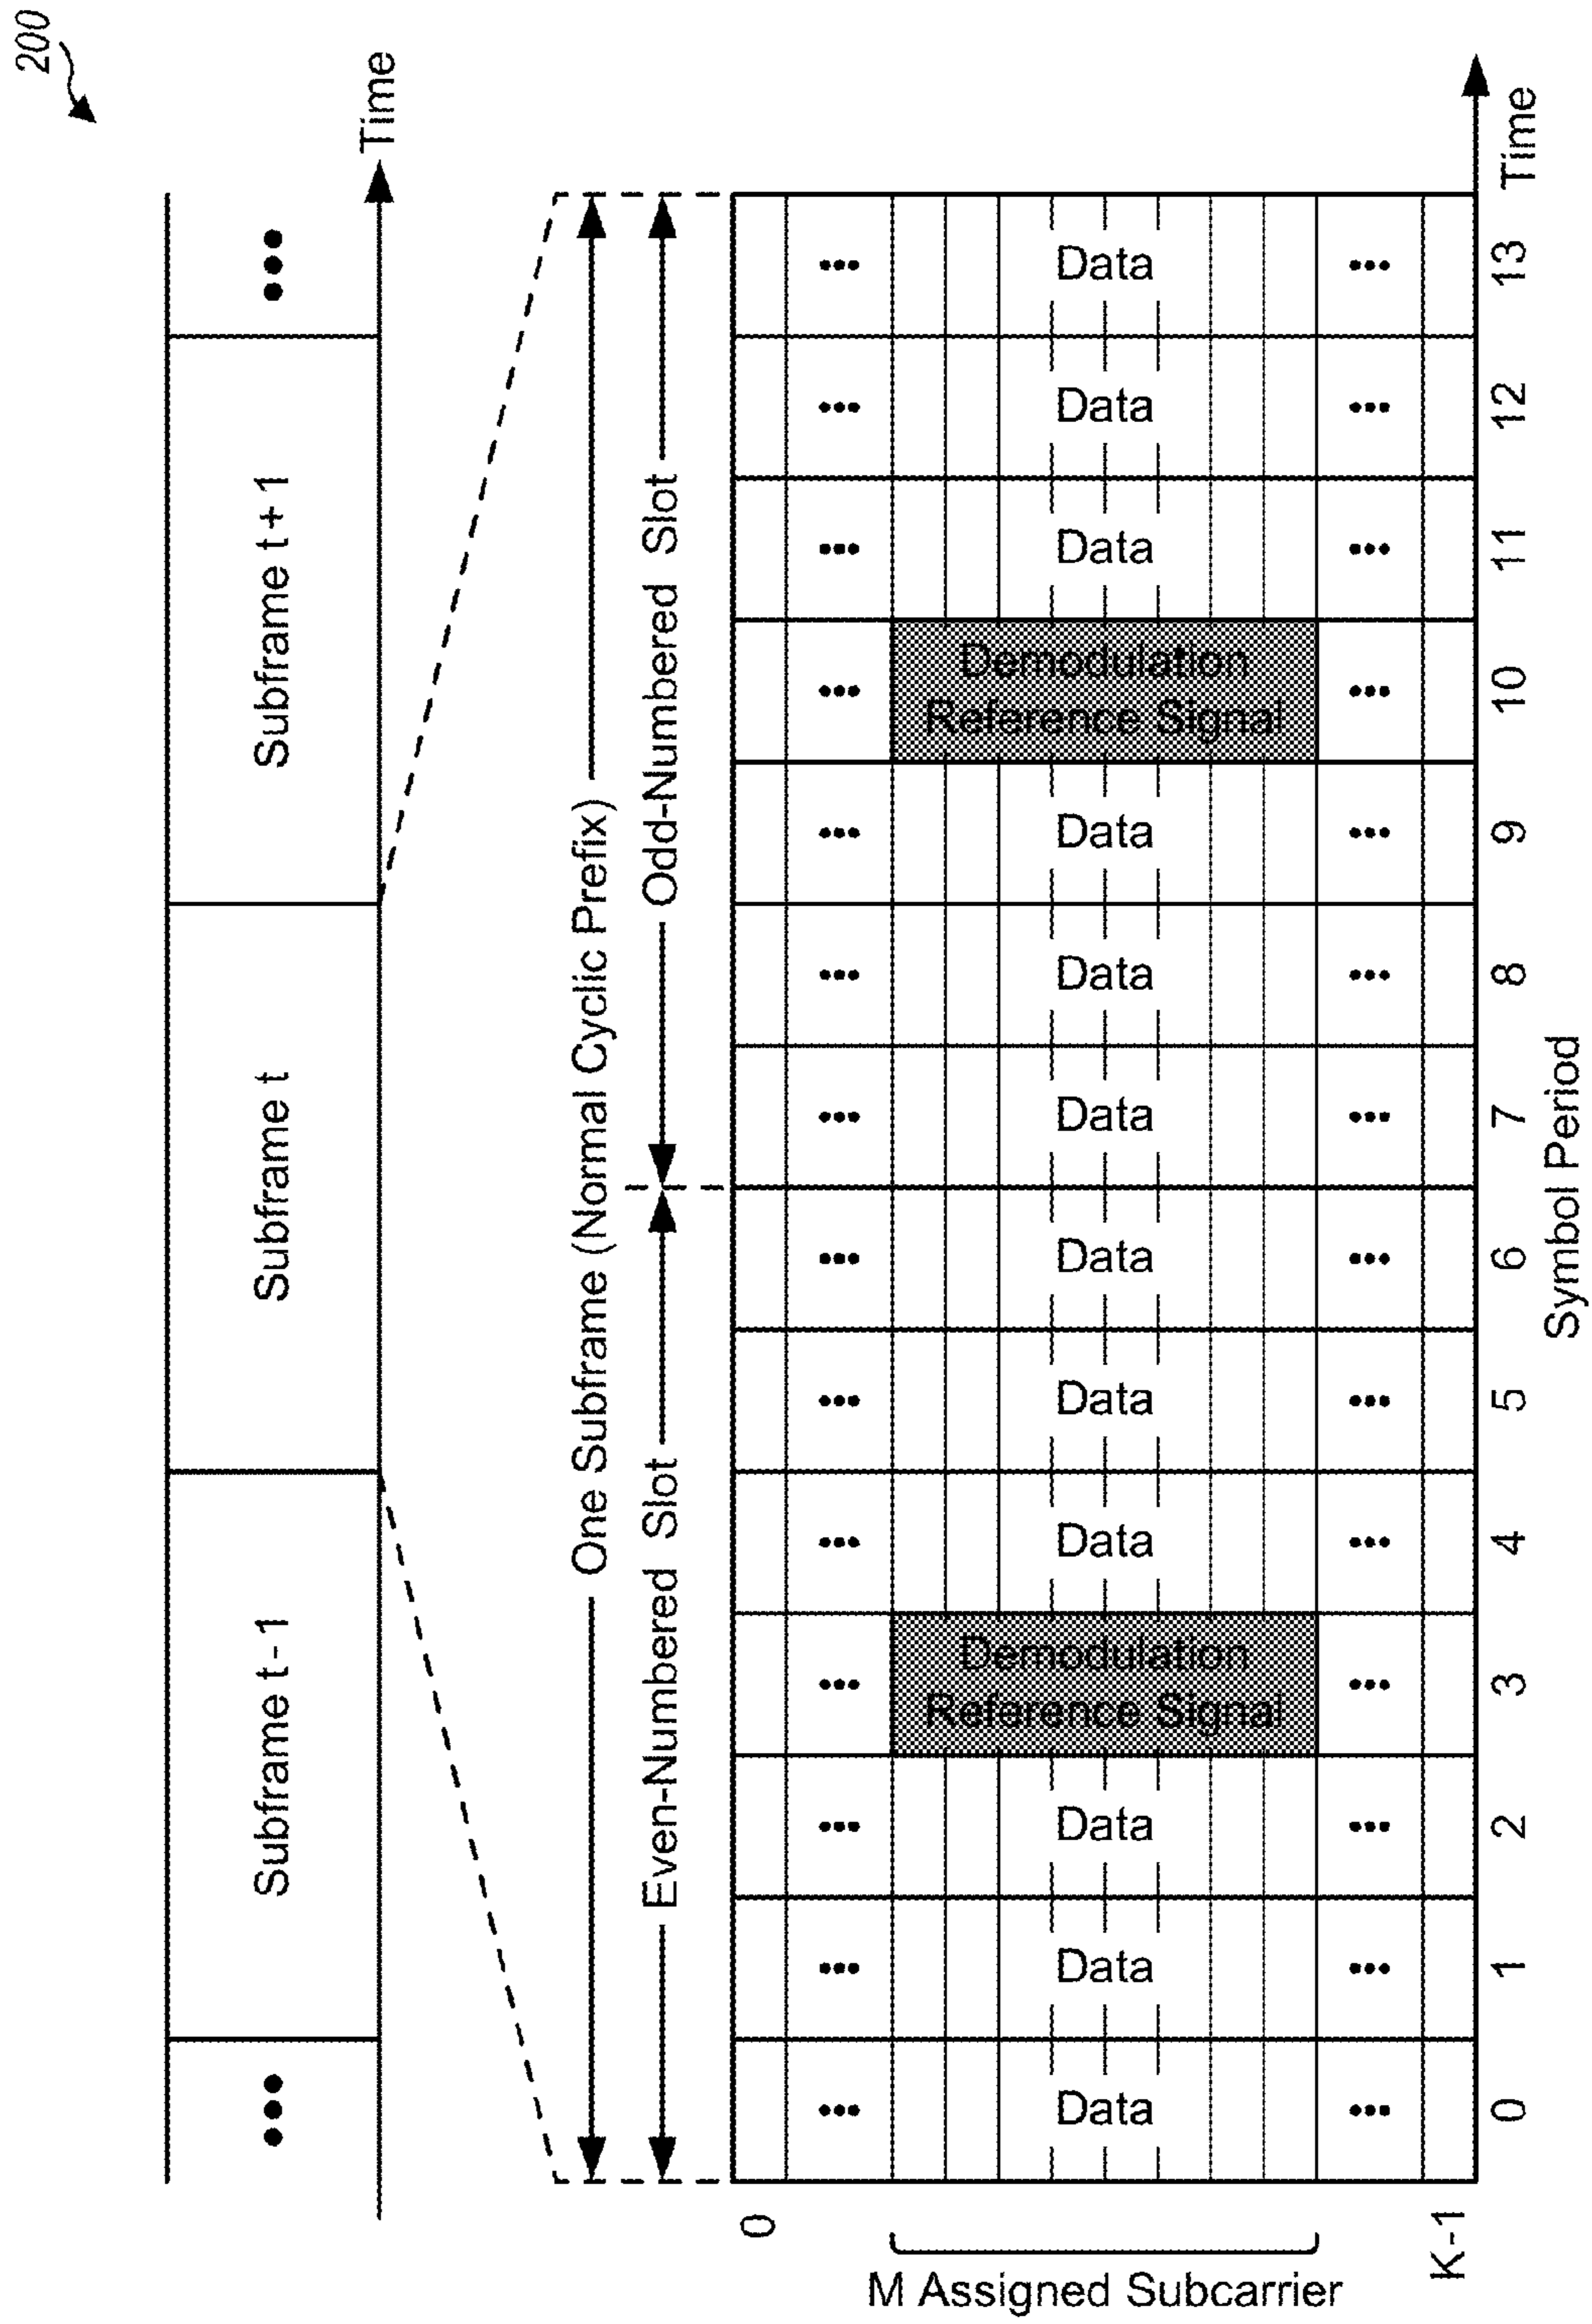 200
••• Subframe t - 1 Subframe t Subframe t + 1 •••
Time
One Subframe (Normal Cyclic Prefix)
Even-Numbered Slot Odd-Numbered Slot
0
••• ••• ••• ••• ••• ••• ••• ••• ••• ••• ••• ••• ••• •••
M Assigned Subcarrier
Data Data Data Demodulation Reference Signal Data Data Data Data Data Data Demodulation Reference Signal Data Data Data
••• ••• ••• ••• ••• ••• ••• ••• ••• ••• ••• ••• ••• •••
K-1
0 1 2 3 4 5 6 7 8 9 10 11 12 13 Time
Symbol Period